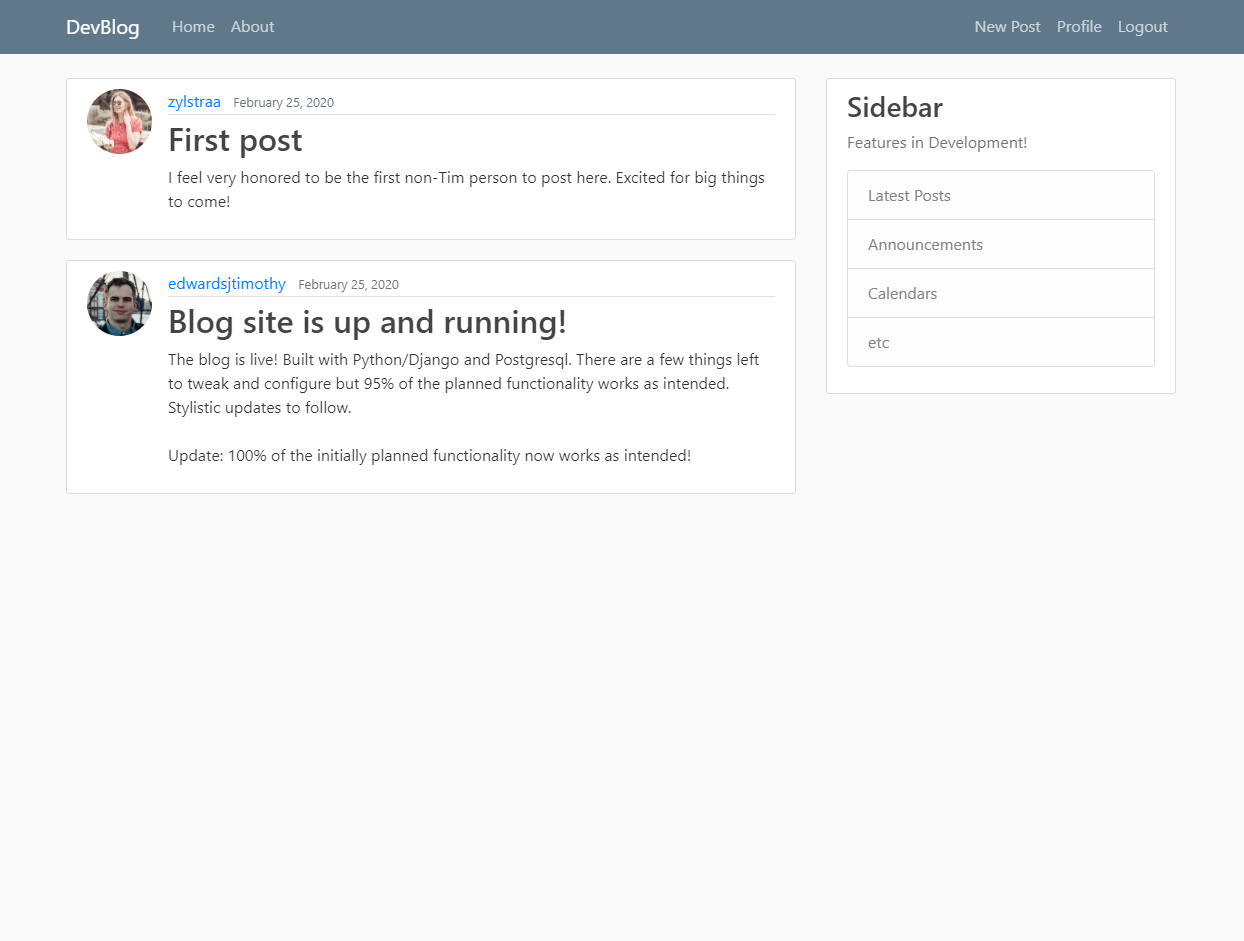 DevBlog Home About New Post Profile Logout
zylstraa February 25, 2020
First post
I feel very honored to be the first non-Tim person to post here. Excited for big things
to come!
edwardsjtimothy February 25, 2020
Blog site is up and running!
The blog is live! Built with Python/Django and Postgresql. There are a few things left
to tweak and configure but 95% of the planned functionality works as intended.
Stylistic updates to follow.
Update: 100% of the initially planned functionality now works as intended!
Sidebar
Features in Development!
Latest Posts
Announcements
Calendars
etc